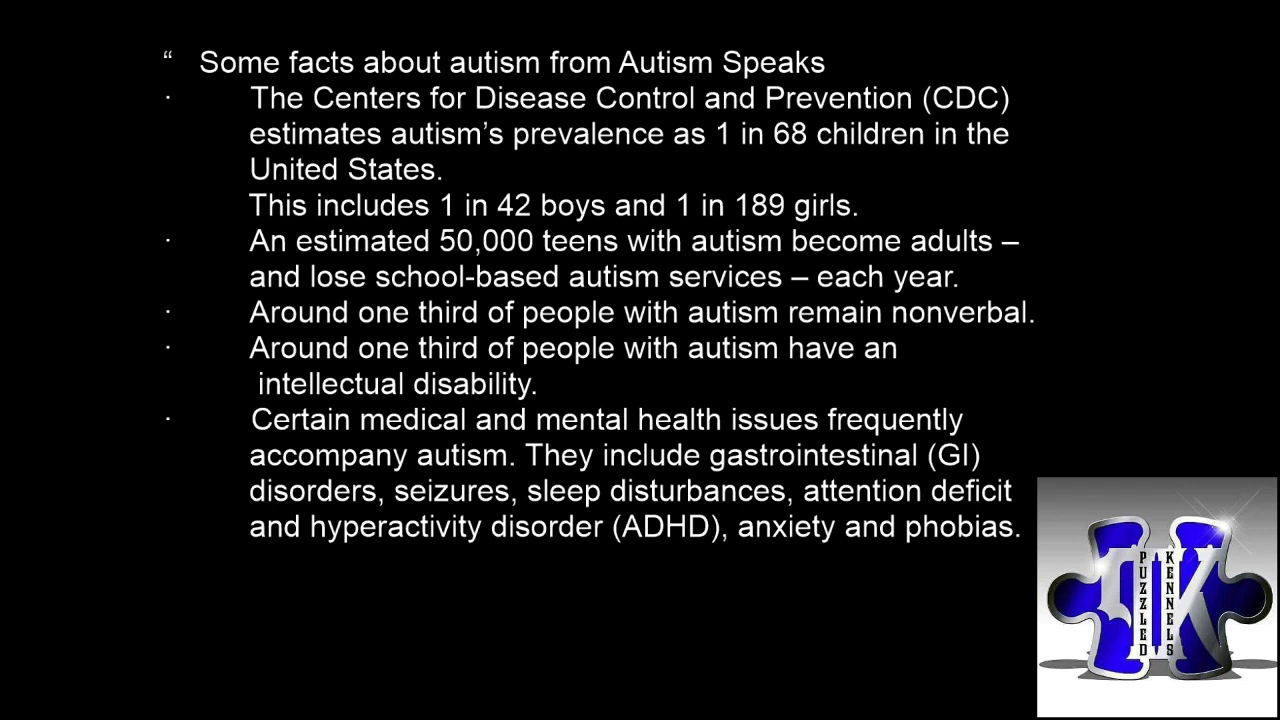 “ Some facts about autism from Autism Speaks
· The Centers for Disease Control and Prevention (CDC)
estimates autism’s prevalence as 1 in 68 children in the
United States.
This includes 1 in 42 boys and 1 in 189 girls.
· An estimated 50,000 teens with autism become adults –
and lose school-based autism services – each year.
· Around one third of people with autism remain nonverbal.
· Around one third of people with autism have an
intellectual disability.
· Certain medical and mental health issues frequently
accompany autism. They include gastrointestinal (GI)
disorders, seizures, sleep disturbances, attention deficit
and hyperactivity disorder (ADHD), anxiety and phobias.
PUZZLED
KENNELS